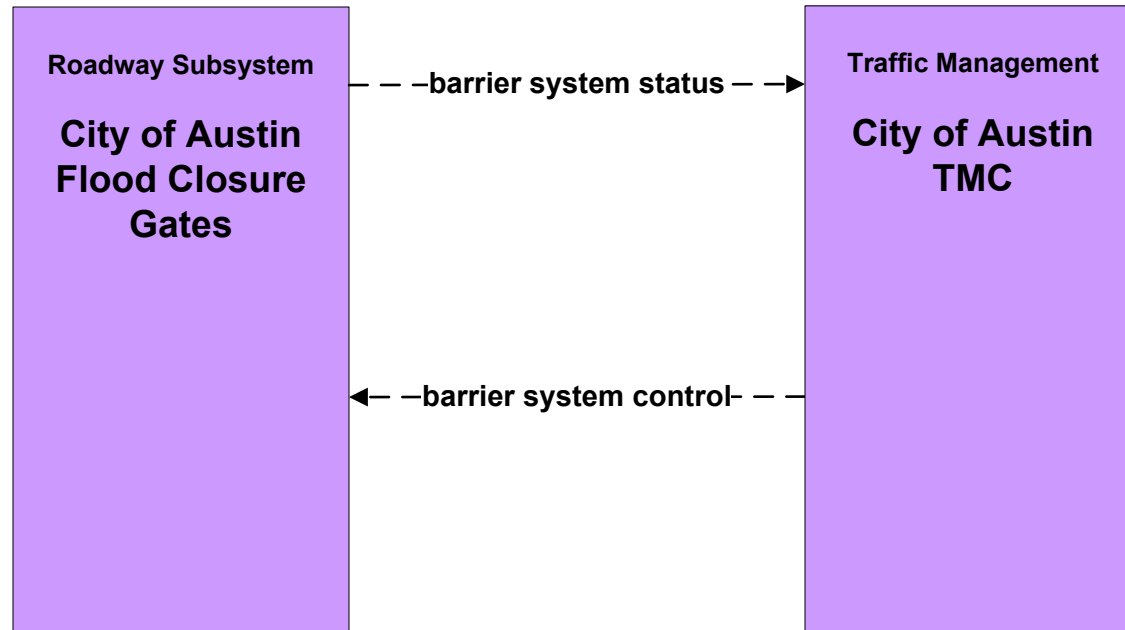 Roadway Subsystem
City of Austin
Flood Closure
Gates
barrier system status
Traffic Management
City of Austin
TMC
barrier system control